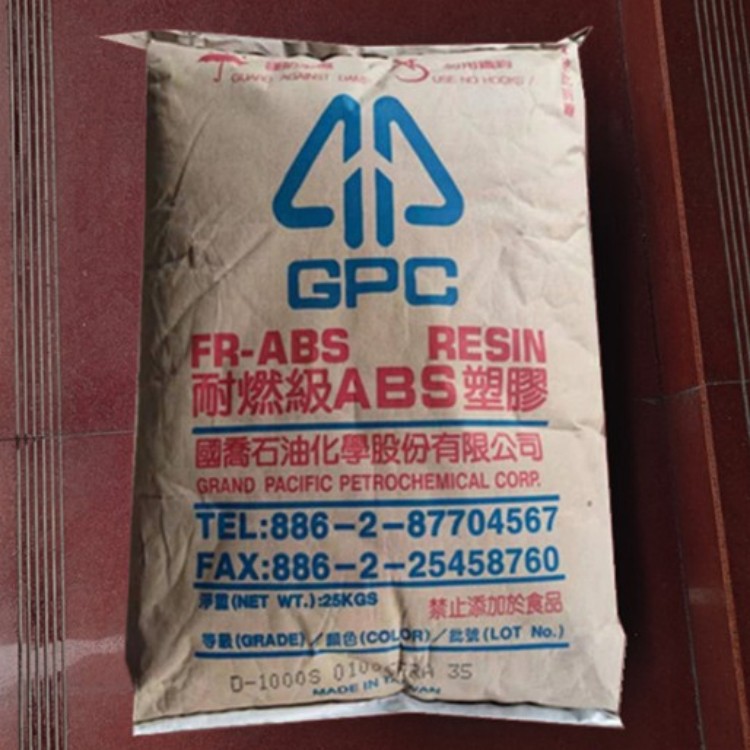 GUARD AGAINST DAMP USE NO HOOKS
GPC
FR-ABS RESIN
耐燃級ABS塑膠
國喬石油化學股份有限公司
GRAND PACIFIC PETROCHEMICAL CORP.
TEL:886-2-87704567
FAX:886-2-25458760
淨重(NET WT.):25KGS 禁止添加於食品
等級(GRADE)/顏色(COLOR)/批號(LOT No.)
D-1000S 35
MADE IN TAIWAN